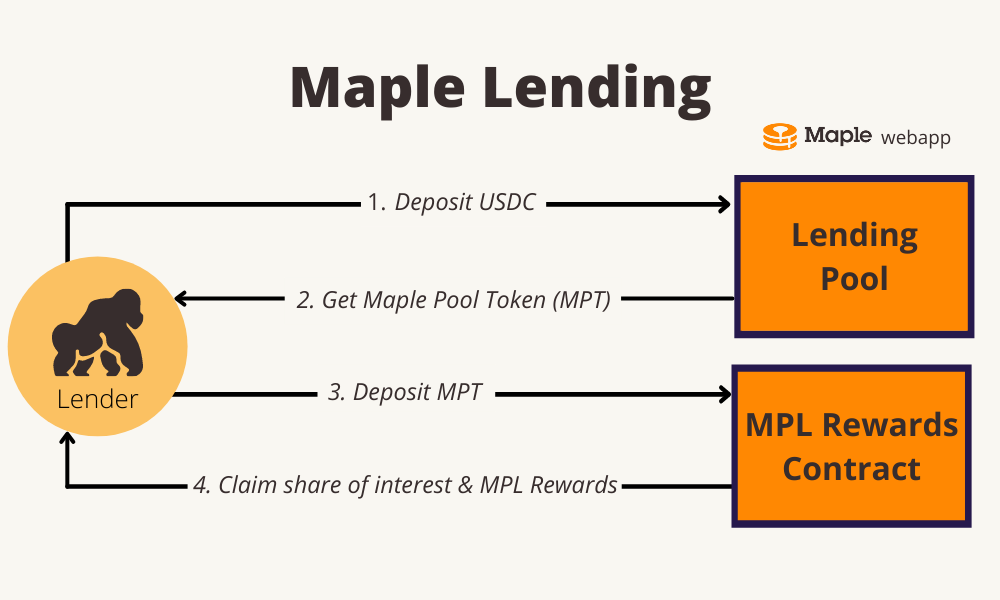 Maple Lending
Maple webapp
1. Deposit USDC
Lending
Pool
2. Get Maple Pool Token (MPT)
Lender
3. Deposit MPT
MPL Rewards
Contract
4. Claim share of interest & MPL Rewards